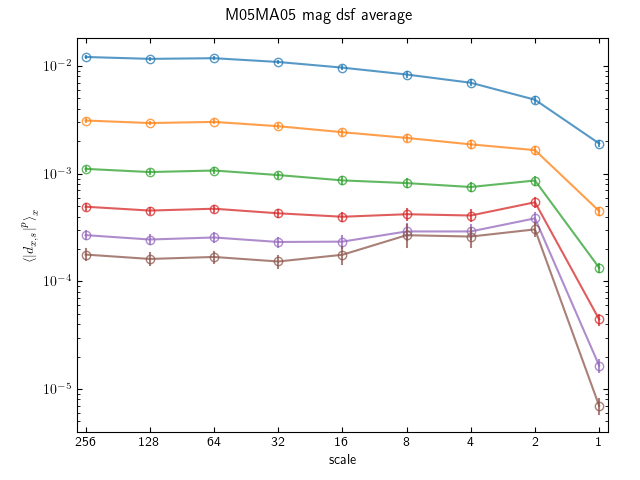 M05MA05 mag dsf average
10⁻²
10⁻³
10⁻⁴
10⁻⁵
⟨|d_{x,s}|^p⟩_x
256 128 64 32 16 8 4 2 1
scale